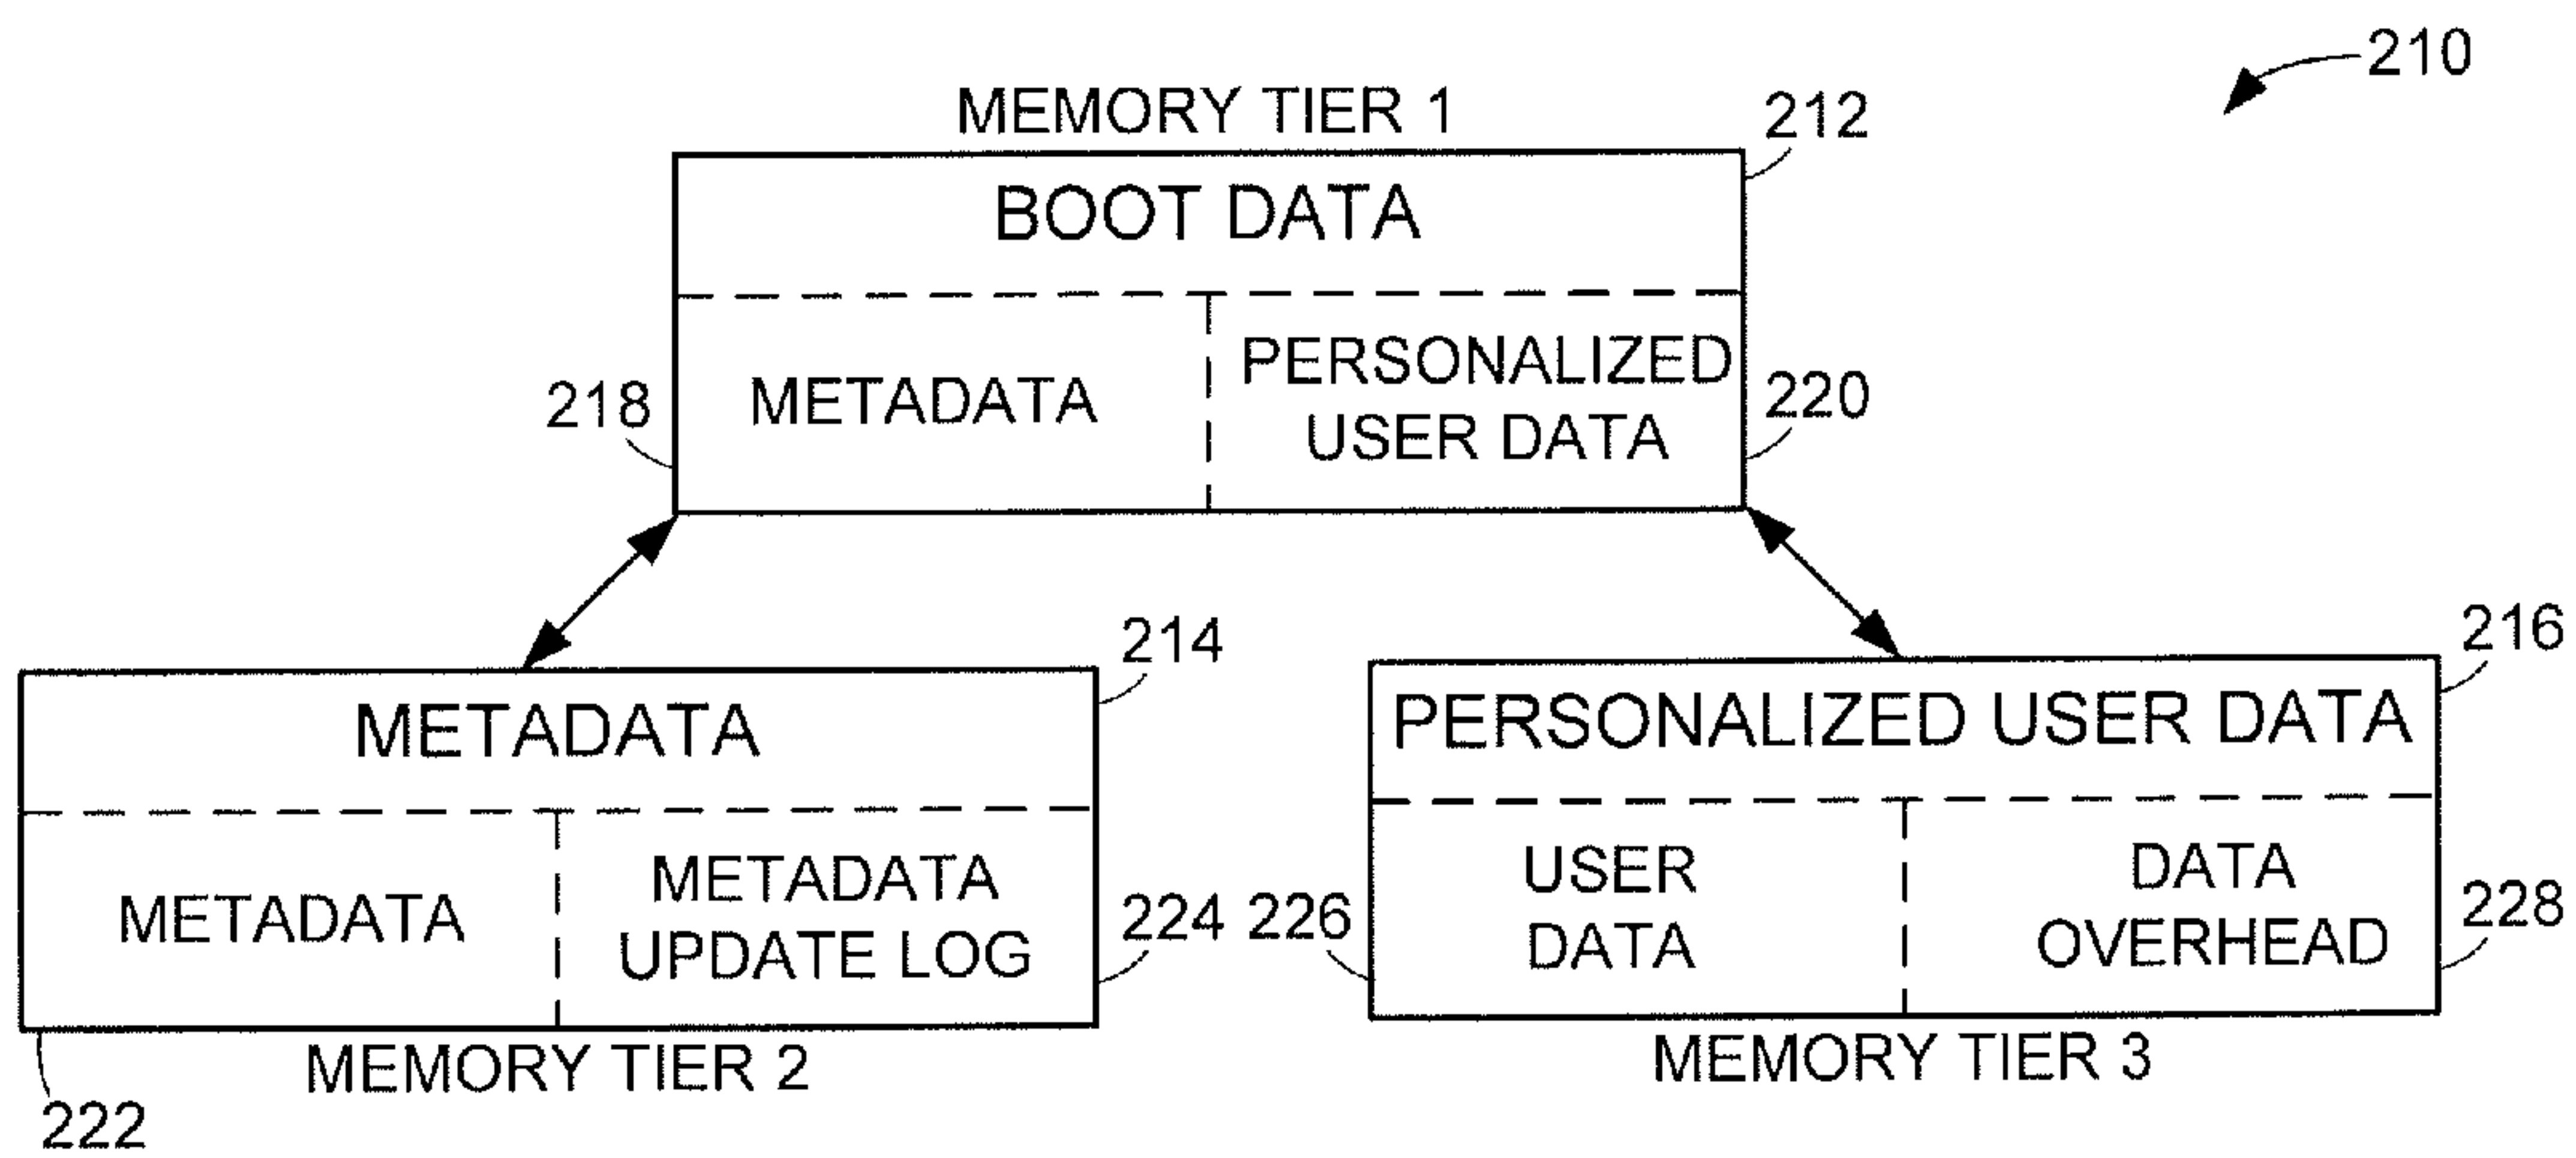 210
MEMORY TIER 1
212
BOOT DATA
218
METADATA
PERSONALIZED
USER DATA
220
214
METADATA
METADATA
METADATA
UPDATE LOG
224
222
MEMORY TIER 2
216
PERSONALIZED USER DATA
226
USER
DATA
DATA
OVERHEAD
228
MEMORY TIER 3